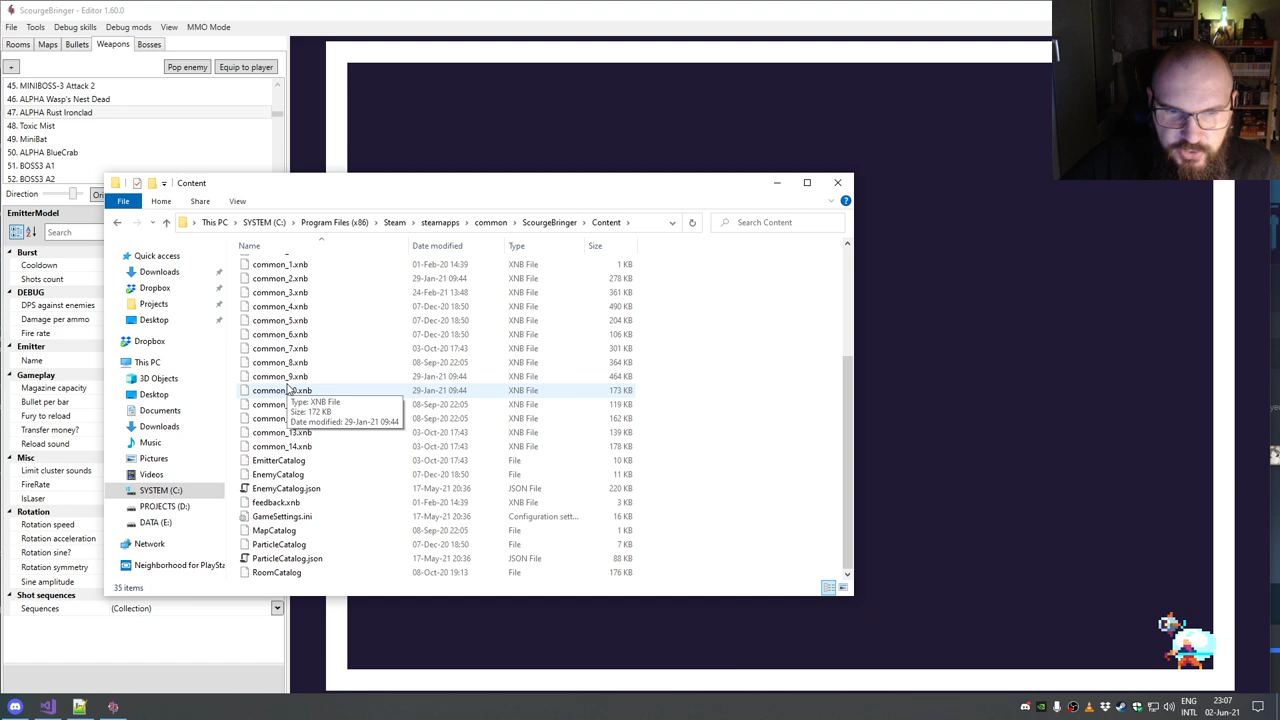 ScourgeBringer - Editor 1.60.0
File Tools Debug skills Debug mods View MMO Mode
Rooms Maps Bullets Weapons Bosses
+ Pop enemy Equip to player
45. MINIBOSS-3 Attack 2
46. ALPHA Wasp's Nest Dead
47. ALPHA Rust Ironclad
48. Toxic Mist
49. MiniBat
50. ALPHA BlueCrab
51. BOSS3 A1
52. BOSS3 A2
Direction
EmitterModel
Search
Burst
Cooldown
Shots count
DEBUG
DPS against enemies
Damage per ammo
Fire rate
Emitter
Name
Gameplay
Magazine capacity
Bullet per bar
Fury to reload
Transfer money?
Reload sound
Misc
Limit cluster sounds
FireRate
IsLaser
Rotation
Rotation speed
Rotation acceleration
Rotation sine?
Rotation symmetry
Sine amplitude
Shot sequences
Sequences (Collection)
Content
File Home Share View
This PC SYSTEM (C:) Program Files (x86) Steam steamapps common ScourgeBringer Content
Search Content
Quick access
Downloads
Dropbox
Projects
Desktop
Dropbox
This PC
3D Objects
Desktop
Documents
Downloads
Music
Pictures
Videos
SYSTEM (C:)
PROJECTS (D:)
DATA (E:)
Network
Neighborhood for PlaySta
Name Date modified Type Size
common_1.xnb 01-Feb-20 14:39 XNB File 1 KB
common_2.xnb 29-Jan-21 09:44 XNB File 278 KB
common_3.xnb 24-Feb-21 13:48 XNB File 361 KB
common_4.xnb 07-Dec-20 18:50 XNB File 490 KB
common_5.xnb 07-Dec-20 18:50 XNB File 204 KB
common_6.xnb 07-Dec-20 18:50 XNB File 106 KB
common_7.xnb 03-Oct-20 17:43 XNB File 301 KB
common_8.xnb 08-Sep-20 22:05 XNB File 364 KB
common_9.xnb 29-Jan-21 09:44 XNB File 464 KB
common_10.xnb 29-Jan-21 09:44 XNB File 173 KB
common_ 08-Sep-20 22:05 XNB File 119 KB
common_ 08-Sep-20 22:05 XNB File 162 KB
common_13.xnb 03-Oct-20 17:43 XNB File 139 KB
common_14.xnb 03-Oct-20 17:43 XNB File 178 KB
EmitterCatalog 03-Oct-20 17:43 File 10 KB
EnemyCatalog 07-Dec-20 18:50 File 11 KB
EnemyCatalog.json 17-May-21 20:36 JSON File 220 KB
feedback.xnb 01-Feb-20 14:39 XNB File 3 KB
GameSettings.ini 17-May-21 20:36 Configuration sett... 16 KB
MapCatalog 08-Sep-20 22:05 File 1 KB
ParticleCatalog 07-Dec-20 18:50 File 7 KB
ParticleCatalog.json 17-May-21 20:36 JSON File 88 KB
RoomCatalog 08-Oct-20 19:13 File 176 KB
Type: XNB File
Size: 172 KB
Date modified: 29-Jan-21 09:44
35 items
ENG
INTL
23:07
02-Jun-21